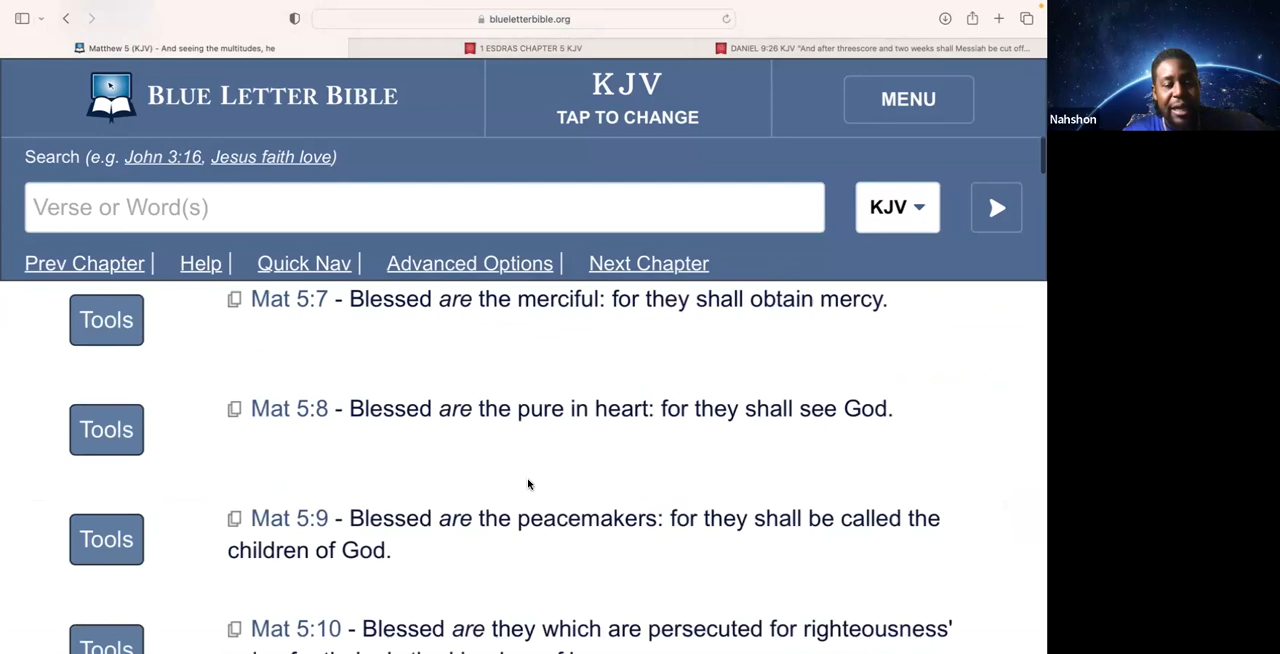 blueletterbible.org
Matthew 5 (KJV) - And seeing the multitudes, he
1 ESDRAS CHAPTER 5 KJV
DANIEL 9:26 KJV "And after threescore and two weeks shall Messiah be cut off...
BLUE LETTER BIBLE
KJV
TAP TO CHANGE
MENU
Nahshon
Search (e.g. John 3:16, Jesus faith love)
Verse or Word(s)
KJV
Prev Chapter | Help | Quick Nav | Advanced Options | Next Chapter
Tools
Mat 5:7 - Blessed are the merciful: for they shall obtain mercy.
Tools
Mat 5:8 - Blessed are the pure in heart: for they shall see God.
Tools
Mat 5:9 - Blessed are the peacemakers: for they shall be called the
children of God.
Tools
Mat 5:10 - Blessed are they which are persecuted for righteousness'